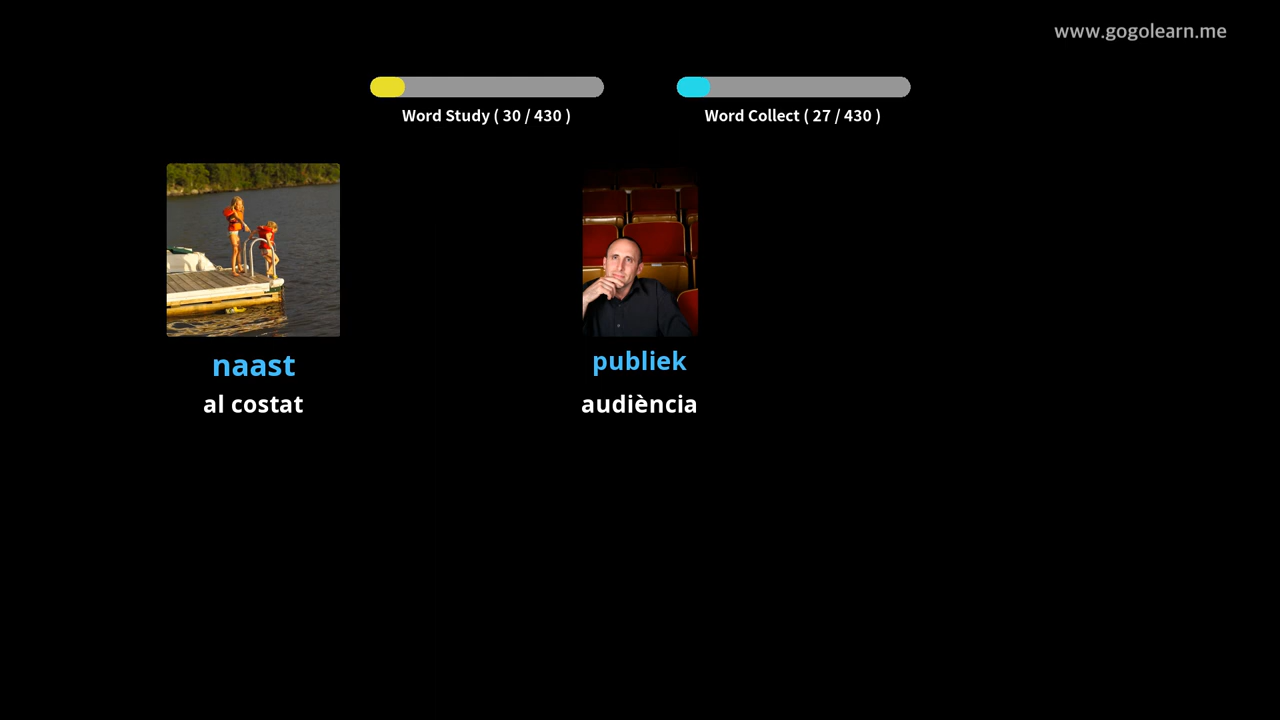 www.gogolearn.me
Word Study ( 30 / 430 )
Word Collect ( 27 / 430 )
naast
al costat
publiek
audiència